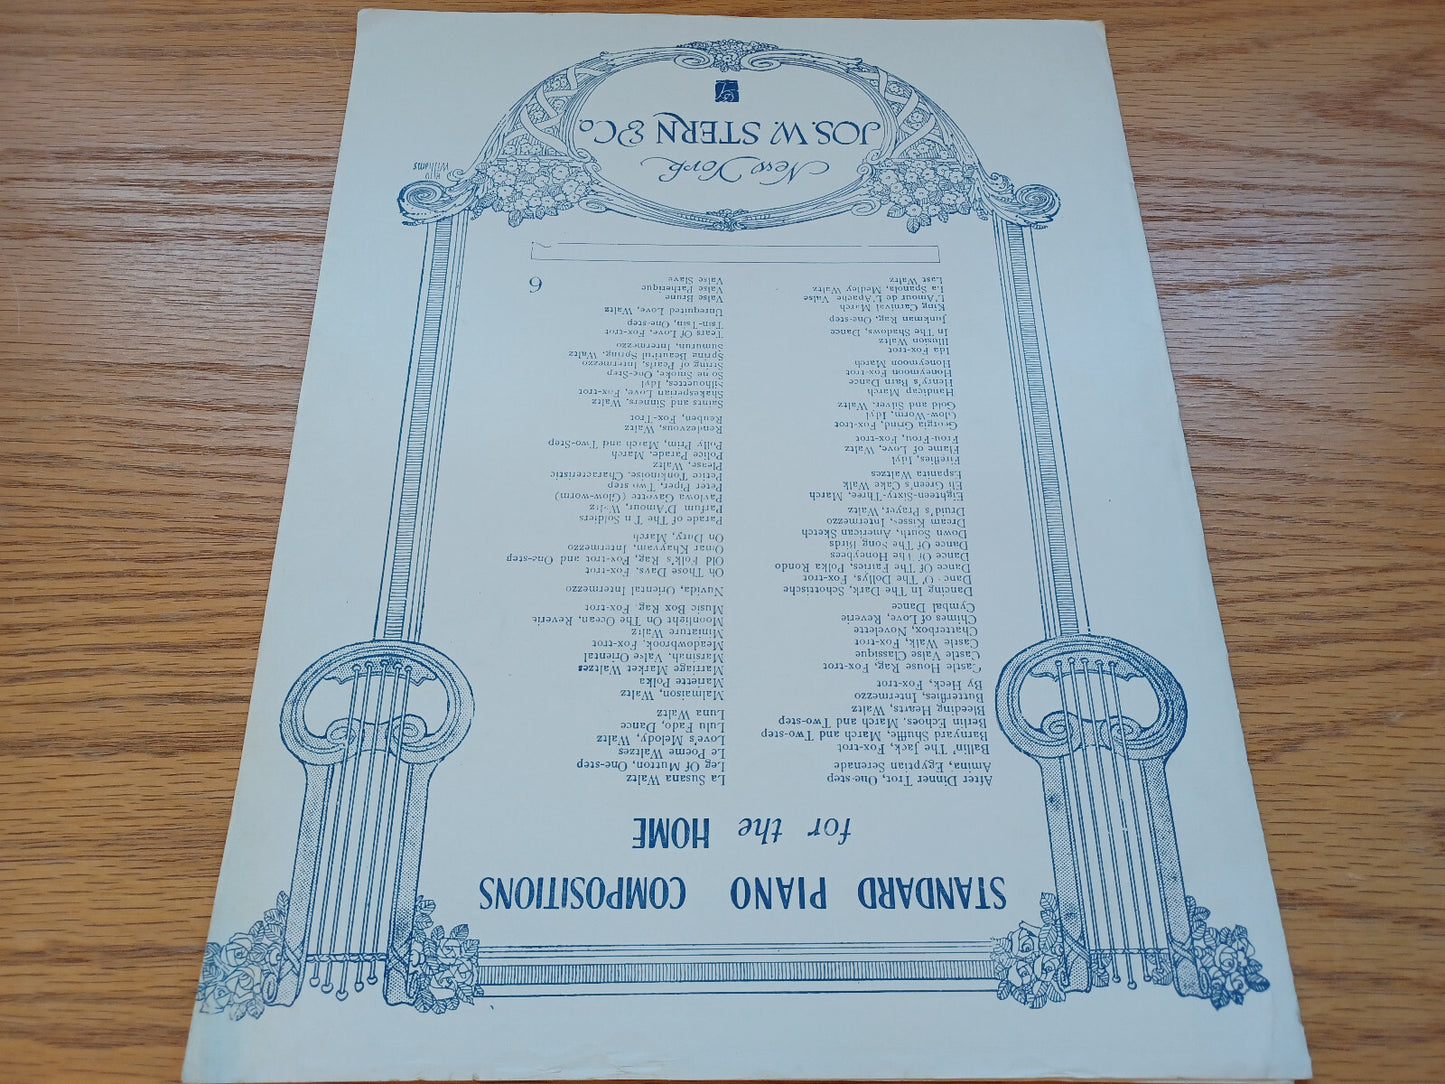 STANDARD PIANO COMPOSITIONS
for the HOME
After Dinner Trot, One-step
Amina, Egyptian Serenade
Ballin' The Jack, Fox-trot
Barnyard Shuffle, March and Two-step
Berlin Echoes, March and Two-step
Bleeding Hearts, Waltz
Butterflies, Intermezzo
By Heck, Fox-trot
Castle House Rag, Fox-trot
Castle Valse Classique
Castle Walk, Fox-trot
Chatterbox, Novelette
Chimes of Love, Reverie
Cymbal Dance
Dancing In The Dark, Schottische
Dance O' The Dollys, Fox-trot
Dance Of The Fairies, Polka Rondo
Dance Of The Honeybees
Dance Of The Song Birds
Down South, American Sketch
Dream Kisses, Intermezzo
Druid's Prayer, Waltz
Eighteen-Sixty-Three, March
Eli Green's Cake Walk
Espanita Waltzes
Fireflies, Idyl
Flame of Love, Waltz
Frou-Frou, Fox-trot
Georgia Grind, Fox-trot
Glow-Worm, Idyl
Gold and Silver, Waltz
Handicap March
Henry's Barn Dance
Honeymoon Fox-trot
Honeymoon March
Ida Fox-trot
Illusion Waltz
In The Shadows, Dance
Junkman Rag, One-step
King Carnival March
L'Amour de L'Apache Valse
La Spanola, Medley Waltz
Last Waltz
La Susana Waltz
Leg Of Mutton, One-step
Le Poeme Waltzes
Love's Melody, Waltz
Lulu Fado, Dance
Luna Waltz
Malmaison, Waltz
Mariette Polka
Marriage Market Waltzes
Marsinah, Valse Oriental
Meadowbrook, Fox-trot
Minature Waltz
Moonlight On The Ocean, Reverie
Music Box Rag, Fox-trot
Nuvida, Oriental Intermezzo
Oh Those Days, Fox-trot
Old Folk's Rag, Fox-trot and One-step
Omar Khayyam, Intermezzo
On Duty, March
Parade of The Tin Soldiers
Parfum D'Amour, Waltz
Pavlowa Gavotte (Glow-worm)
Peter Piper, Two step
Petite Tonkinoise, Characteristic
Please, Waltz
Police Parade, March
Polly Prim, March and Two-Step
Rendezvous, Waltz
Reuben, Fox-Trot
Saints and Sinners, Waltz
Shakesperian Love, Fox-trot
Silhouettes, Idyl
Some Smoke, One-Step
String of Pearls, Intermezzo
Spring Beautiful Spring, Waltz
Sumurun, Intermezzo
Tears Of Love, Fox-trot
Tsin-Tsin, One-step
Unrequited Love, Waltz
Valse Brune
Valse Pathetique
Valse Slave
6
New York
JOS. W. STERN & Co.
Williams